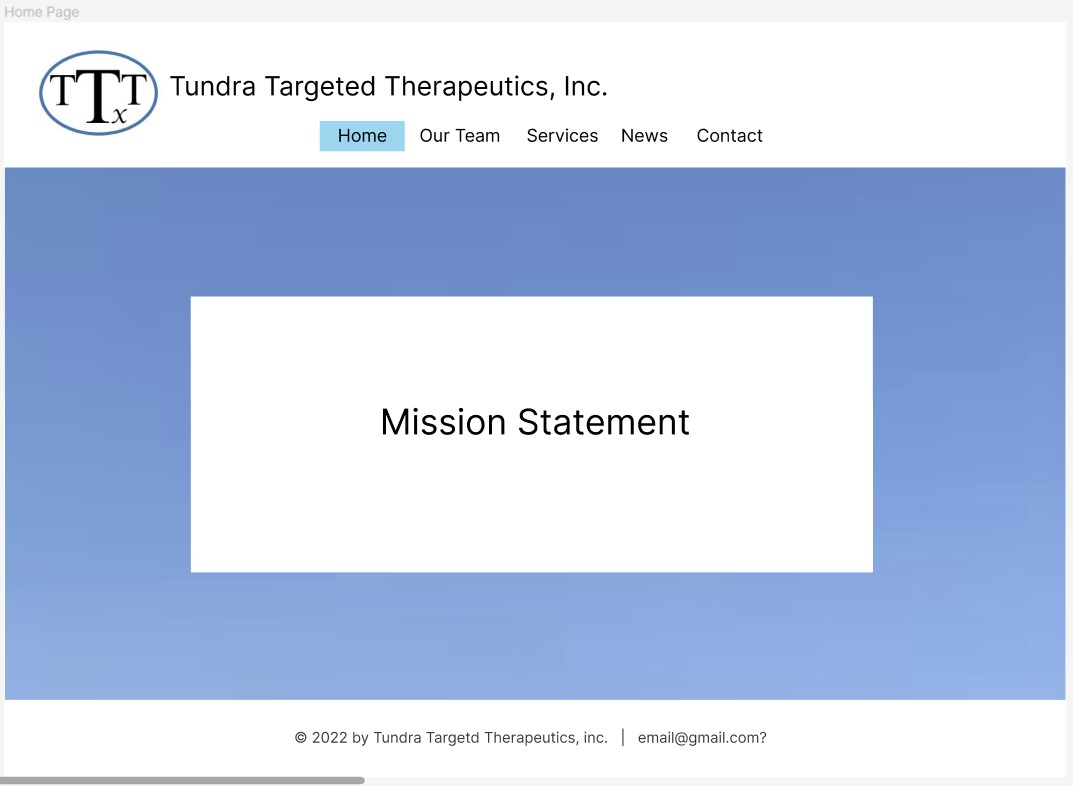 Home Page
TTxT
Tundra Targeted Therapeutics, Inc.
Home Our Team Services News Contact
Mission Statement
© 2022 by Tundra Targetd Therapeutics, inc. | email@gmail.com?